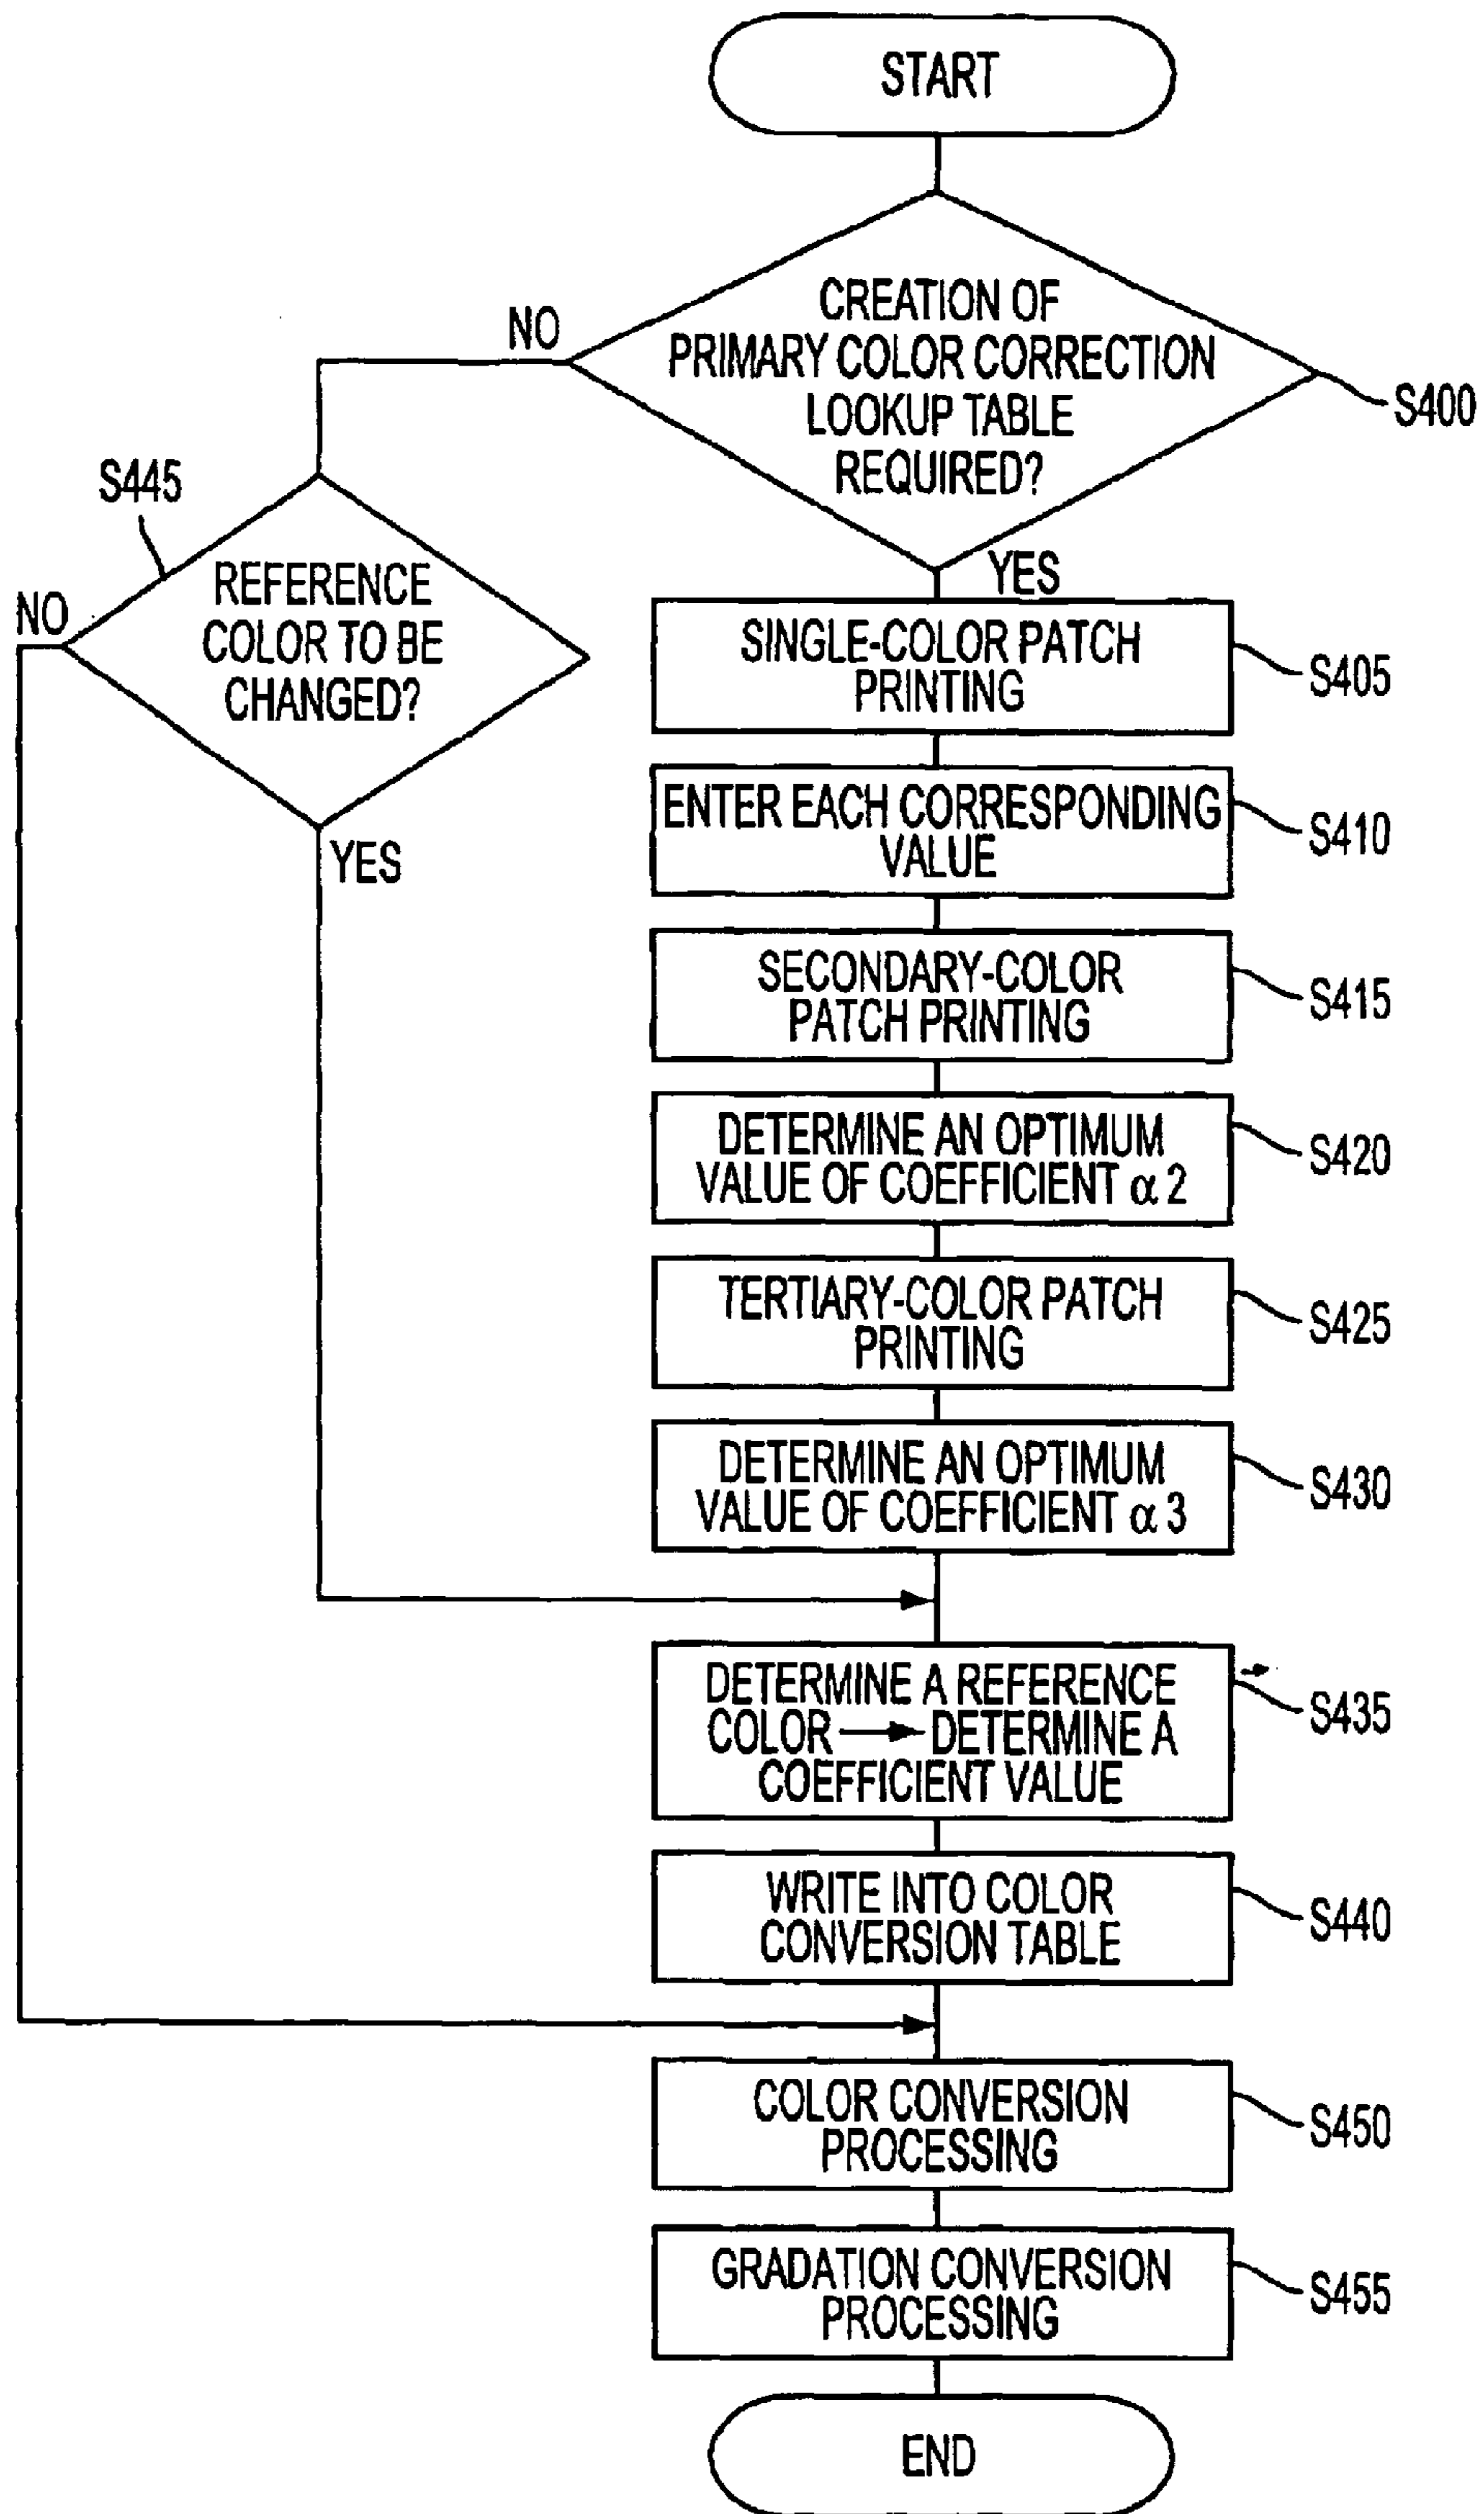 START
CREATION OF
PRIMARY COLOR CORRECTION
LOOKUP TABLE
REQUIRED?
S400
NO
YES
S445
REFERENCE
COLOR TO BE
CHANGED?
NO
YES
SINGLE-COLOR PATCH
PRINTING
S405
ENTER EACH CORRESPONDING
VALUE
S410
SECONDARY-COLOR
PATCH PRINTING
S415
DETERMINE AN OPTIMUM
VALUE OF COEFFICIENT α 2
S420
TERTIARY-COLOR PATCH
PRINTING
S425
DETERMINE AN OPTIMUM
VALUE OF COEFFICIENT α 3
S430
DETERMINE A REFERENCE
COLOR → DETERMINE A
COEFFICIENT VALUE
S435
WRITE INTO COLOR
CONVERSION TABLE
S440
COLOR CONVERSION
PROCESSING
S450
GRADATION CONVERSION
PROCESSING
S455
END